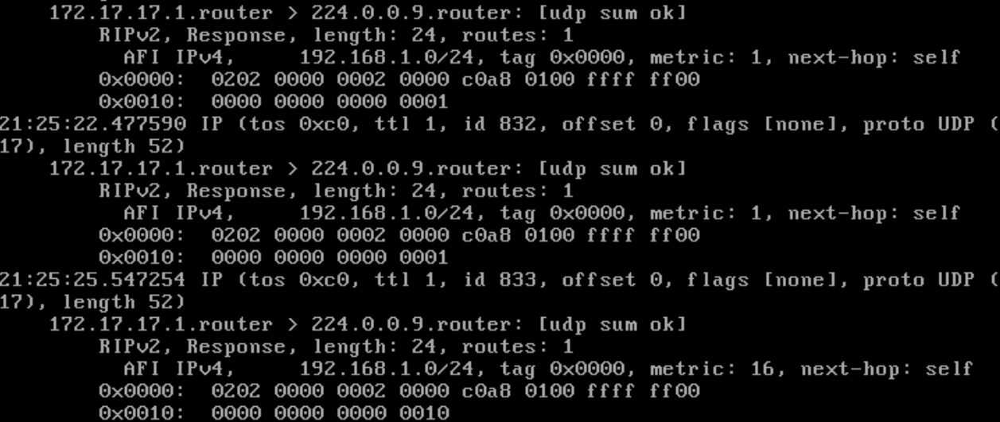 172.17.17.1.router > 224.0.0.9.router: [udp sum ok]
RIPv2, Response, length: 24, routes: 1
AFI IPv4, 192.168.1.0/24, tag 0x0000, metric: 1, next-hop: self
0x0000: 0202 0000 0002 0000 c0a8 0100 ffff ff00
0x0010: 0000 0000 0000 0001
21:25:22.477590 IP (tos 0xc0, ttl 1, id 832, offset 0, flags [none], proto UDP (
17), length 52)
172.17.17.1.router > 224.0.0.9.router: [udp sum ok]
RIPv2, Response, length: 24, routes: 1
AFI IPv4, 192.168.1.0/24, tag 0x0000, metric: 1, next-hop: self
0x0000: 0202 0000 0002 0000 c0a8 0100 ffff ff00
0x0010: 0000 0000 0000 0001
21:25:25.547254 IP (tos 0xc0, ttl 1, id 833, offset 0, flags [none], proto UDP (
17), length 52)
172.17.17.1.router > 224.0.0.9.router: [udp sum ok]
RIPv2, Response, length: 24, routes: 1
AFI IPv4, 192.168.1.0/24, tag 0x0000, metric: 16, next-hop: self
0x0000: 0202 0000 0002 0000 c0a8 0100 ffff ff00
0x0010: 0000 0000 0000 0010